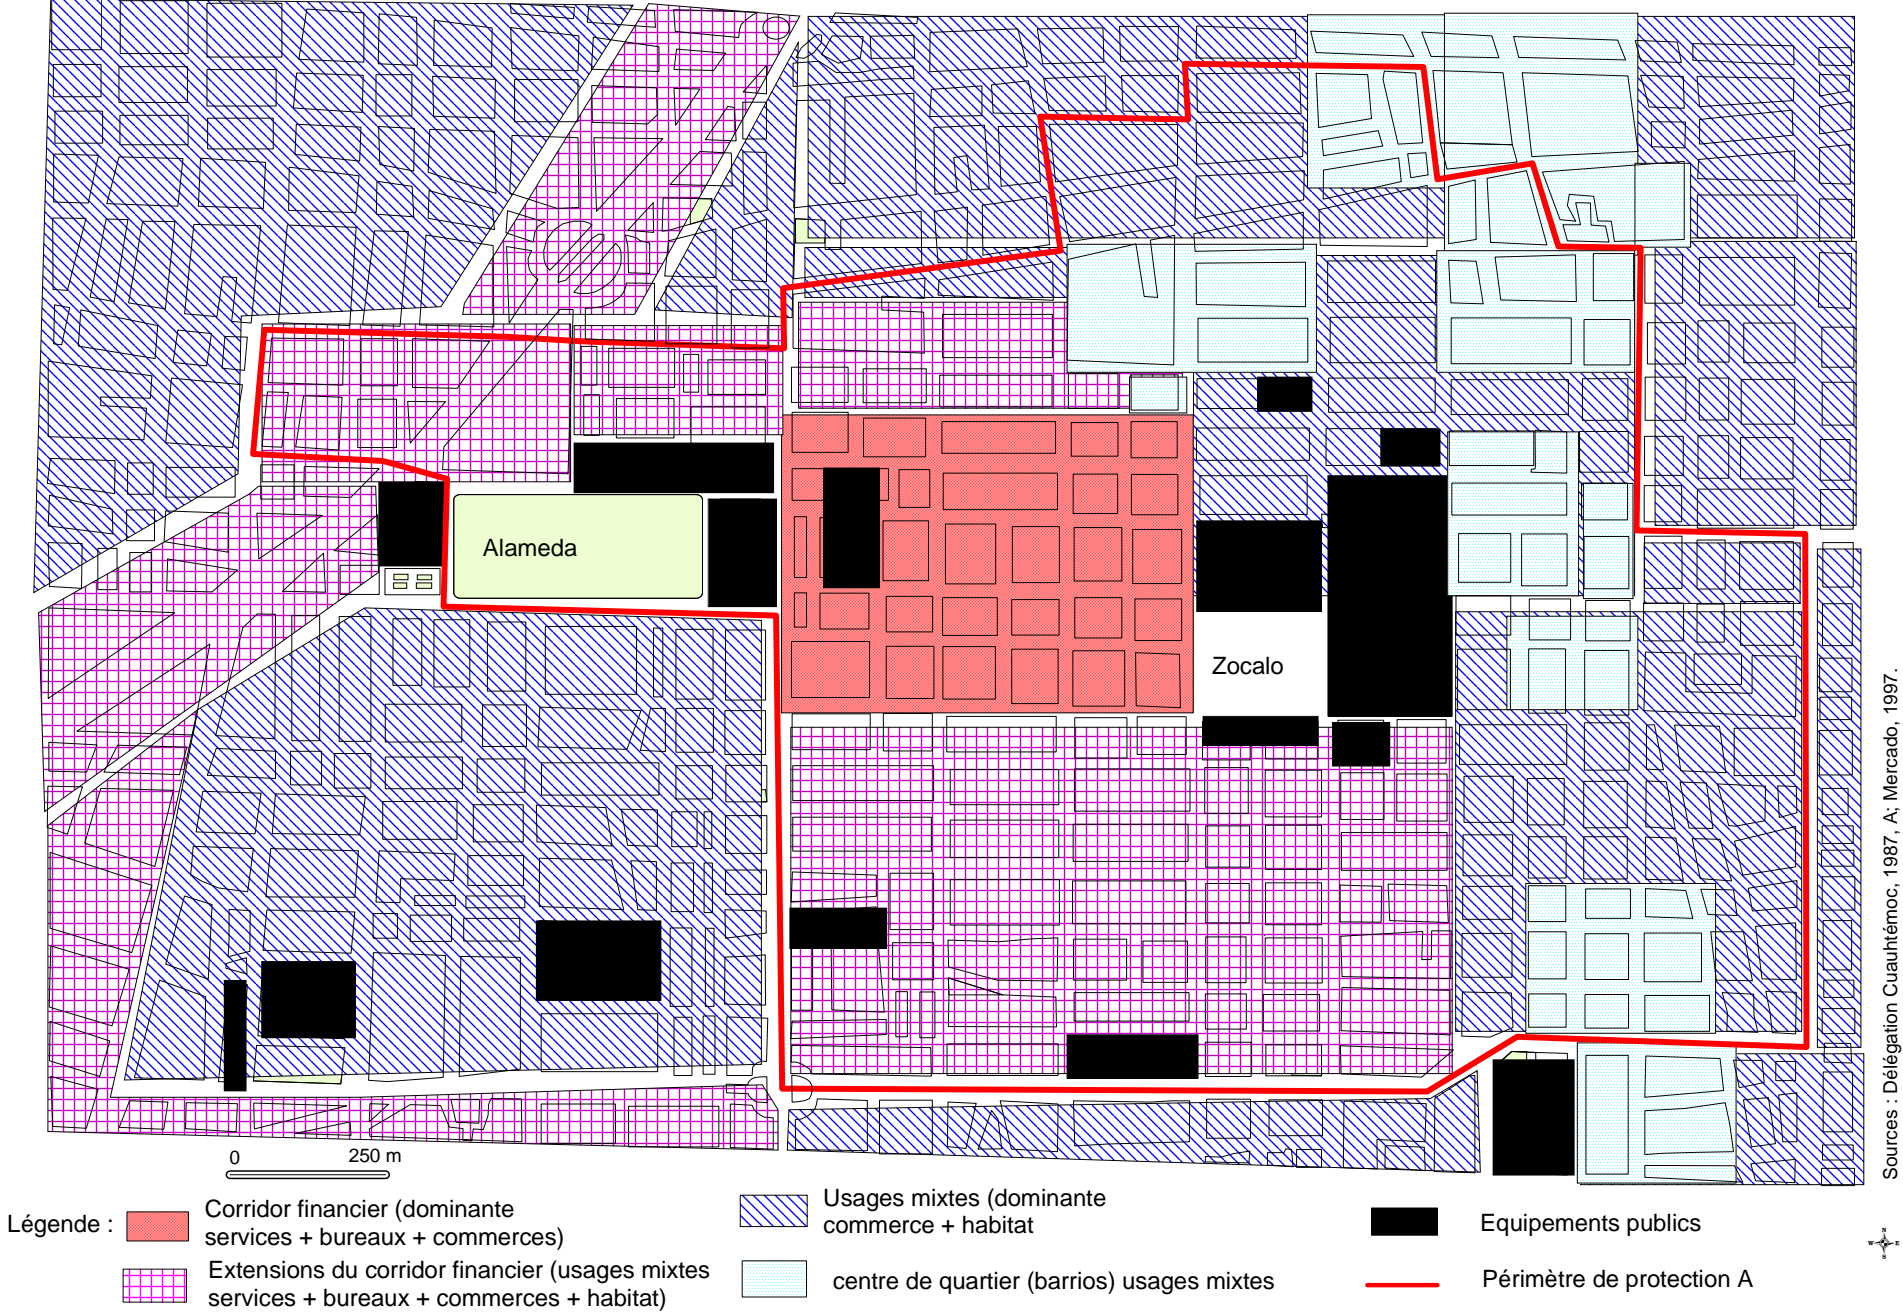 Alameda
Zocalo
Sources : Délégation Cuauhtémoc, 1987, A; Mercado, 1997.
0 250 m
Légende :
Corridor financier (dominante
services + bureaux + commerces)
Extensions du corridor financier (usages mixtes
services + bureaux + commerces + habitat)
Usages mixtes (dominante
commerce + habitat
centre de quartier (barrios) usages mixtes
Equipements publics
Périmètre de protection A